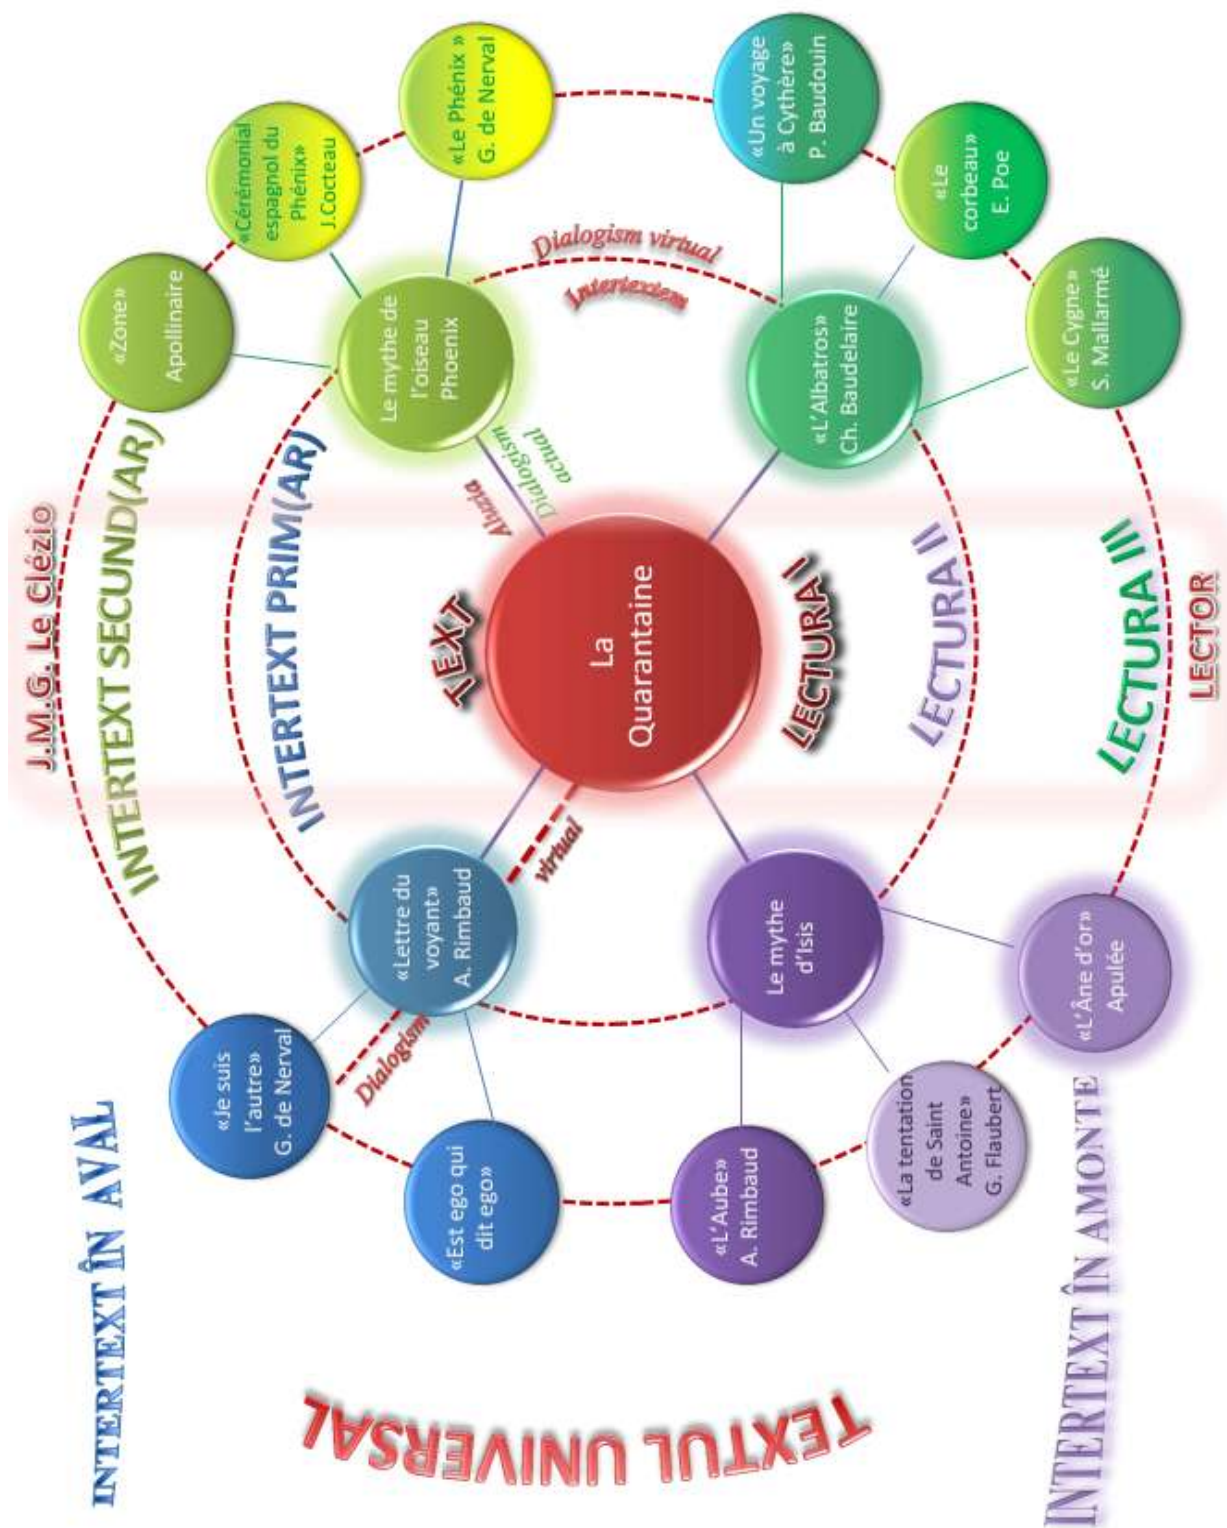 J.M.G. Le Clézio
INTERTEXT SECUND(AR)
INTERTEXT PRIM(AR)
TEXT
La
Quarantaine
LECTURA I
LECTURA II
LECTURA III
LECTOR
INTERTEXT ÎN AVAL
«Je suis
l'autre»
G. de Nerval
«Est ego qui
dit ego»
«Lettre du
voyant»
A. Rimbaud
Dialogism
virtual
«Zone»
Apollinaire
«Cérémonial
espagnol du
Phénix»
J.Cocteau
«Le Phénix »
G. de Nerval
Le mythe de
l'oiseau
Phoenix
Aluzia
Dialogism
actual
Dialogism virtual
Intertextem
«L'Albatros»
Ch. Baudelaire
«Un voyage
à Cythère»
P. Baudouin
«Le
corbeau»
E. Poe
«Le Cygne»
S. Mallarmé
Le mythe
d'Isis
«L'Aube»
A. Rimbaud
«La tentation
de Saint
Antoine»
G. Flaubert
«L'Âne d'or»
Apulée
TEXTUL UNIVERSAL
INTERTEXT ÎN AMONTE